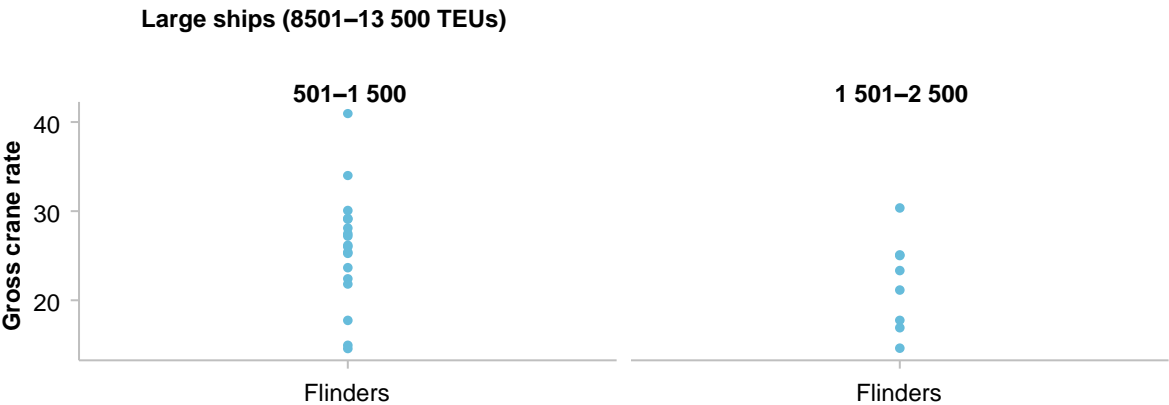 Large ships (8501–13 500 TEUs)
501–1 500
1 501–2 500
Gross crane rate
40
30
20
Flinders
Flinders